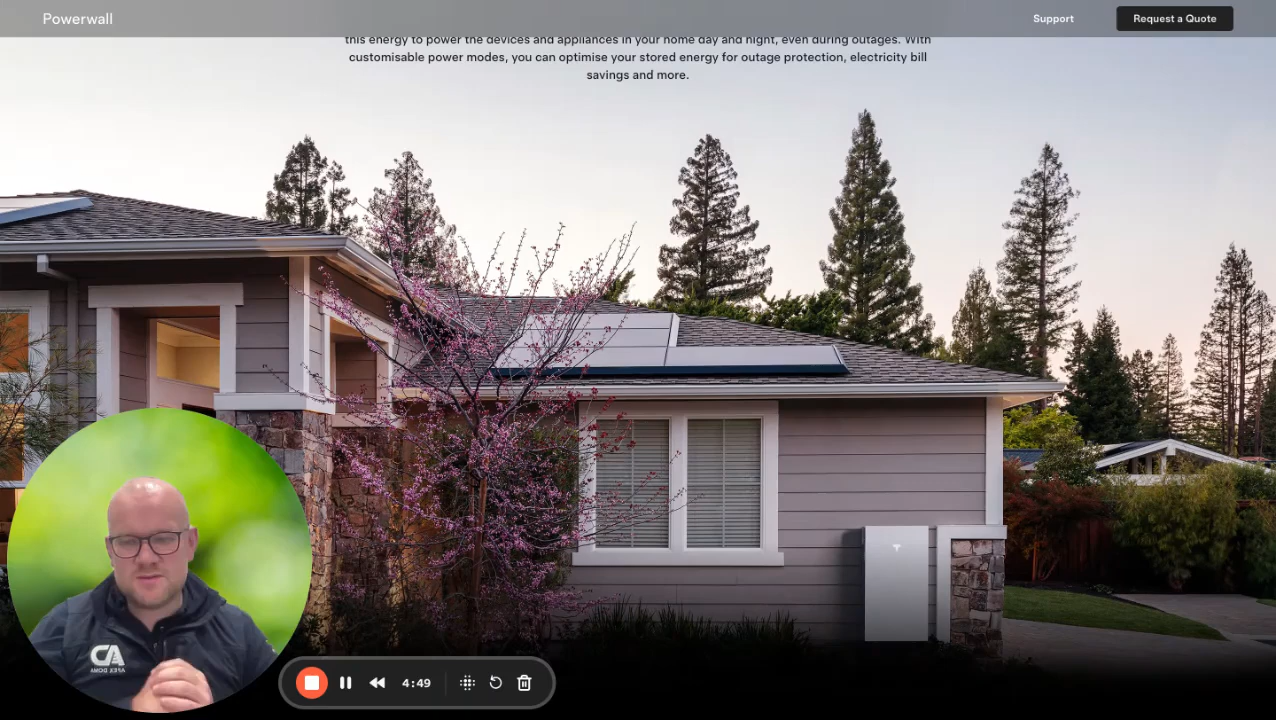 Powerwall
Support
Request a Quote
this energy to power the devices and appliances in your home day and night, even during outages. With
customisable power modes, you can optimise your stored energy for outage protection, electricity bill
savings and more.
4:49